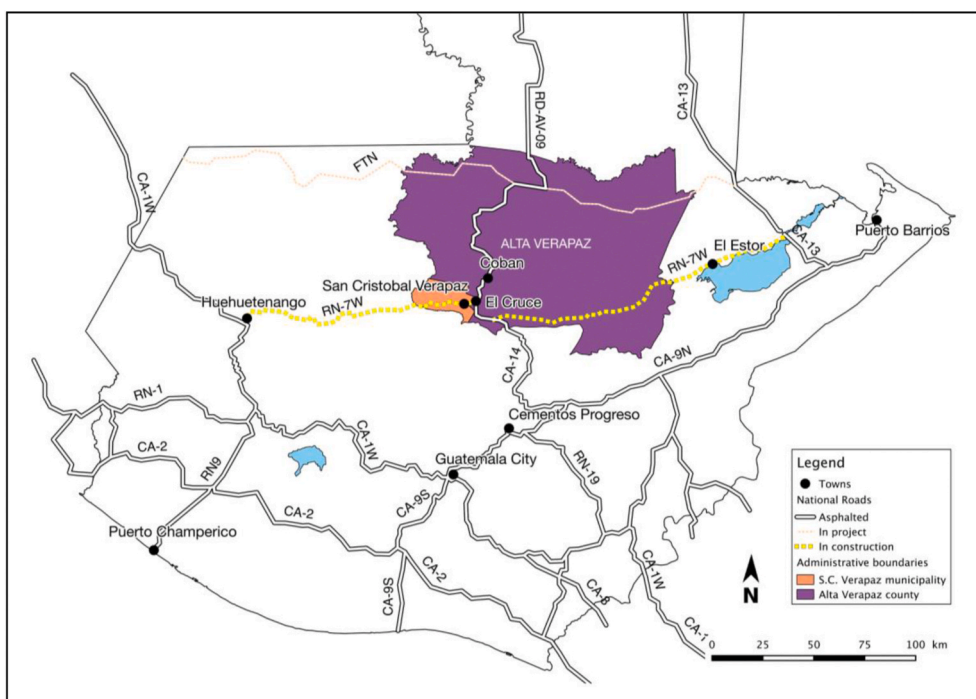 CA-13
RD-AV-09
FTN
CA-1W
ALTA VERAPAZ
Puerto Barrios
CA-13
El Estor
RN-7W
Coban
San Cristobal Verapaz
El Cruce
Huehuetenango
RN-7W
CA-14
CA-9N
RN-1
Cementos Progreso
CA-2
RN9
CA-1W
Guatemala City
RN-19
CA-9S
CA-2
Puerto Champerico
CA-2
CA-9S
CA-8
CA-1W
CA-1
Legend
Towns
National Roads
Asphalted
In project
In construction
Administrative boundaries
S.C. Verapaz municipality
Alta Verapaz county
N
0 25 50 75 100 km